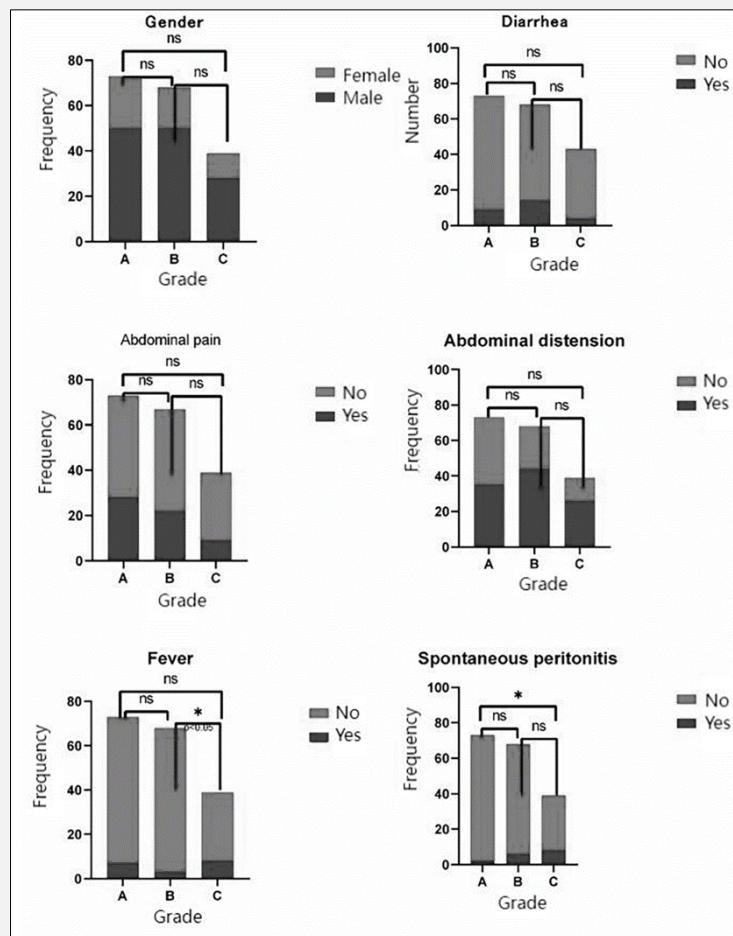 Gender
ns
ns
ns
80
60
40
20
0
Frequency
A
B
C
Grade
Female
Male
Diarrhea
ns
ns
ns
100
80
60
40
20
0
Number
A
B
C
Grade
No
Yes
Abdominal pain
ns
ns
ns
80
60
40
20
0
Frequency
A
B
C
Grade
No
Yes
Abdominal distension
ns
ns
ns
100
80
60
40
20
0
Frequency
A
B
C
Grade
No
Yes
Fever
ns
ns
*
p<0.05
80
60
40
20
0
Frequency
A
B
C
Grade
No
Yes
Spontaneous peritonitis
*
ns
ns
100
80
60
40
20
0
Frequency
A
B
C
Grade
No
Yes